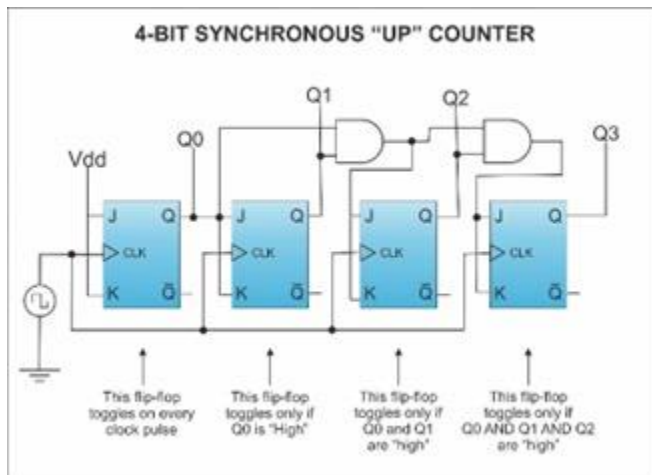 4-BIT SYNCHRONOUS “UP” COUNTER
Q1
Q2
Q0
Q3
Vdd
J Q
CLK
K Q̅
J Q
CLK
K Q̅
J Q
CLK
K Q̅
J Q
CLK
K Q̅
This flip-flop
toggles on every
clock pulse
This flip-flop
toggles only if
Q0 is “High”
This flip-flop
toggles only if
Q0 and Q1
are “high”
This flip-flop
toggles only if
Q0 AND Q1 AND Q2
are “high”